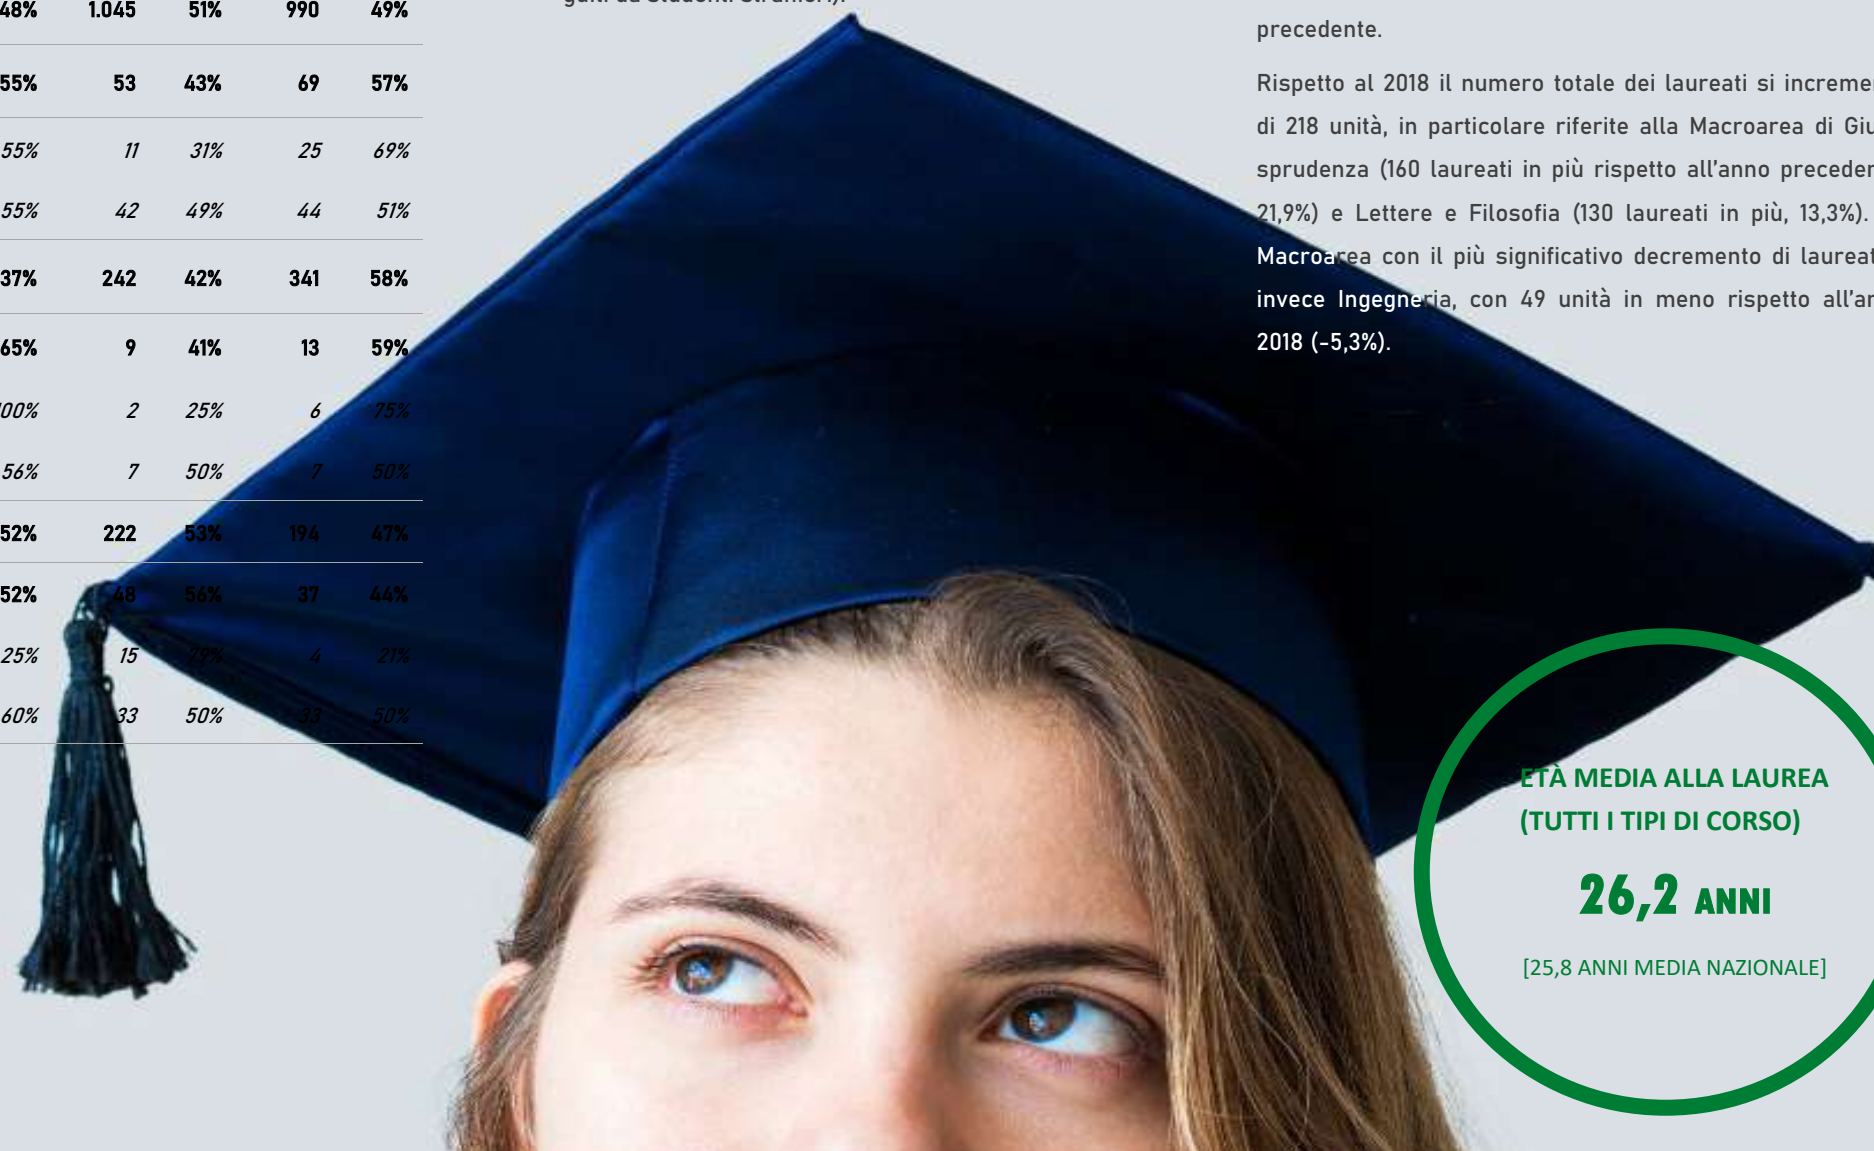 48% 1.045 51% 990 49%
55% 53 43% 69 57%
55% 11 31% 25 69%
55% 42 49% 44 51%
37% 242 42% 341 58%
65% 9 41% 13 59%
100% 2 25% 6 75%
56% 7 50% 7 50%
52% 222 53% 194 47%
52% 48 56% 37 44%
25% 15 79% 4 21%
60% 33 50% 33 50%
precedente.
Rispetto al 2018 il numero totale dei laureati si increme
di 218 unità, in particolare riferite alla Macroarea di Giu
sprudenza (160 laureati in più rispetto all'anno preceden
21,9%) e Lettere e Filosofia (130 laureati in più, 13,3%).
Macroarea con il più significativo decremento di laureat
invece Ingegneria, con 49 unità in meno rispetto all'an
2018 (-5,3%).
ETÀ MEDIA ALLA LAUREA
(TUTTI I TIPI DI CORSO)
26,2 ANNI
[25,8 ANNI MEDIA NAZIONALE]